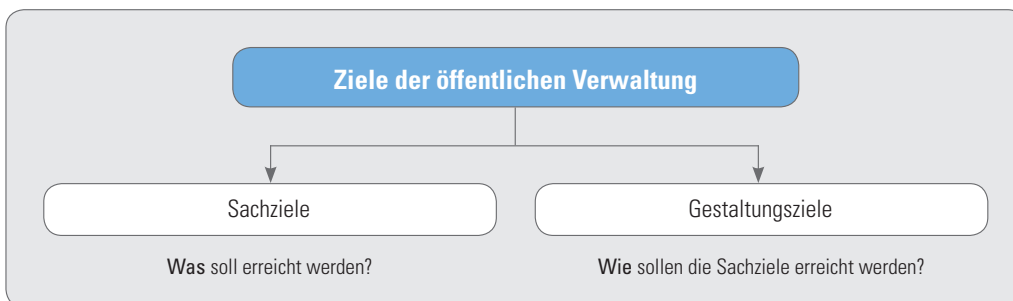 Ziele der öffentlichen Verwaltung
Sachziele
Gestaltungsziele
Was soll erreicht werden?
Wie sollen die Sachziele erreicht werden?